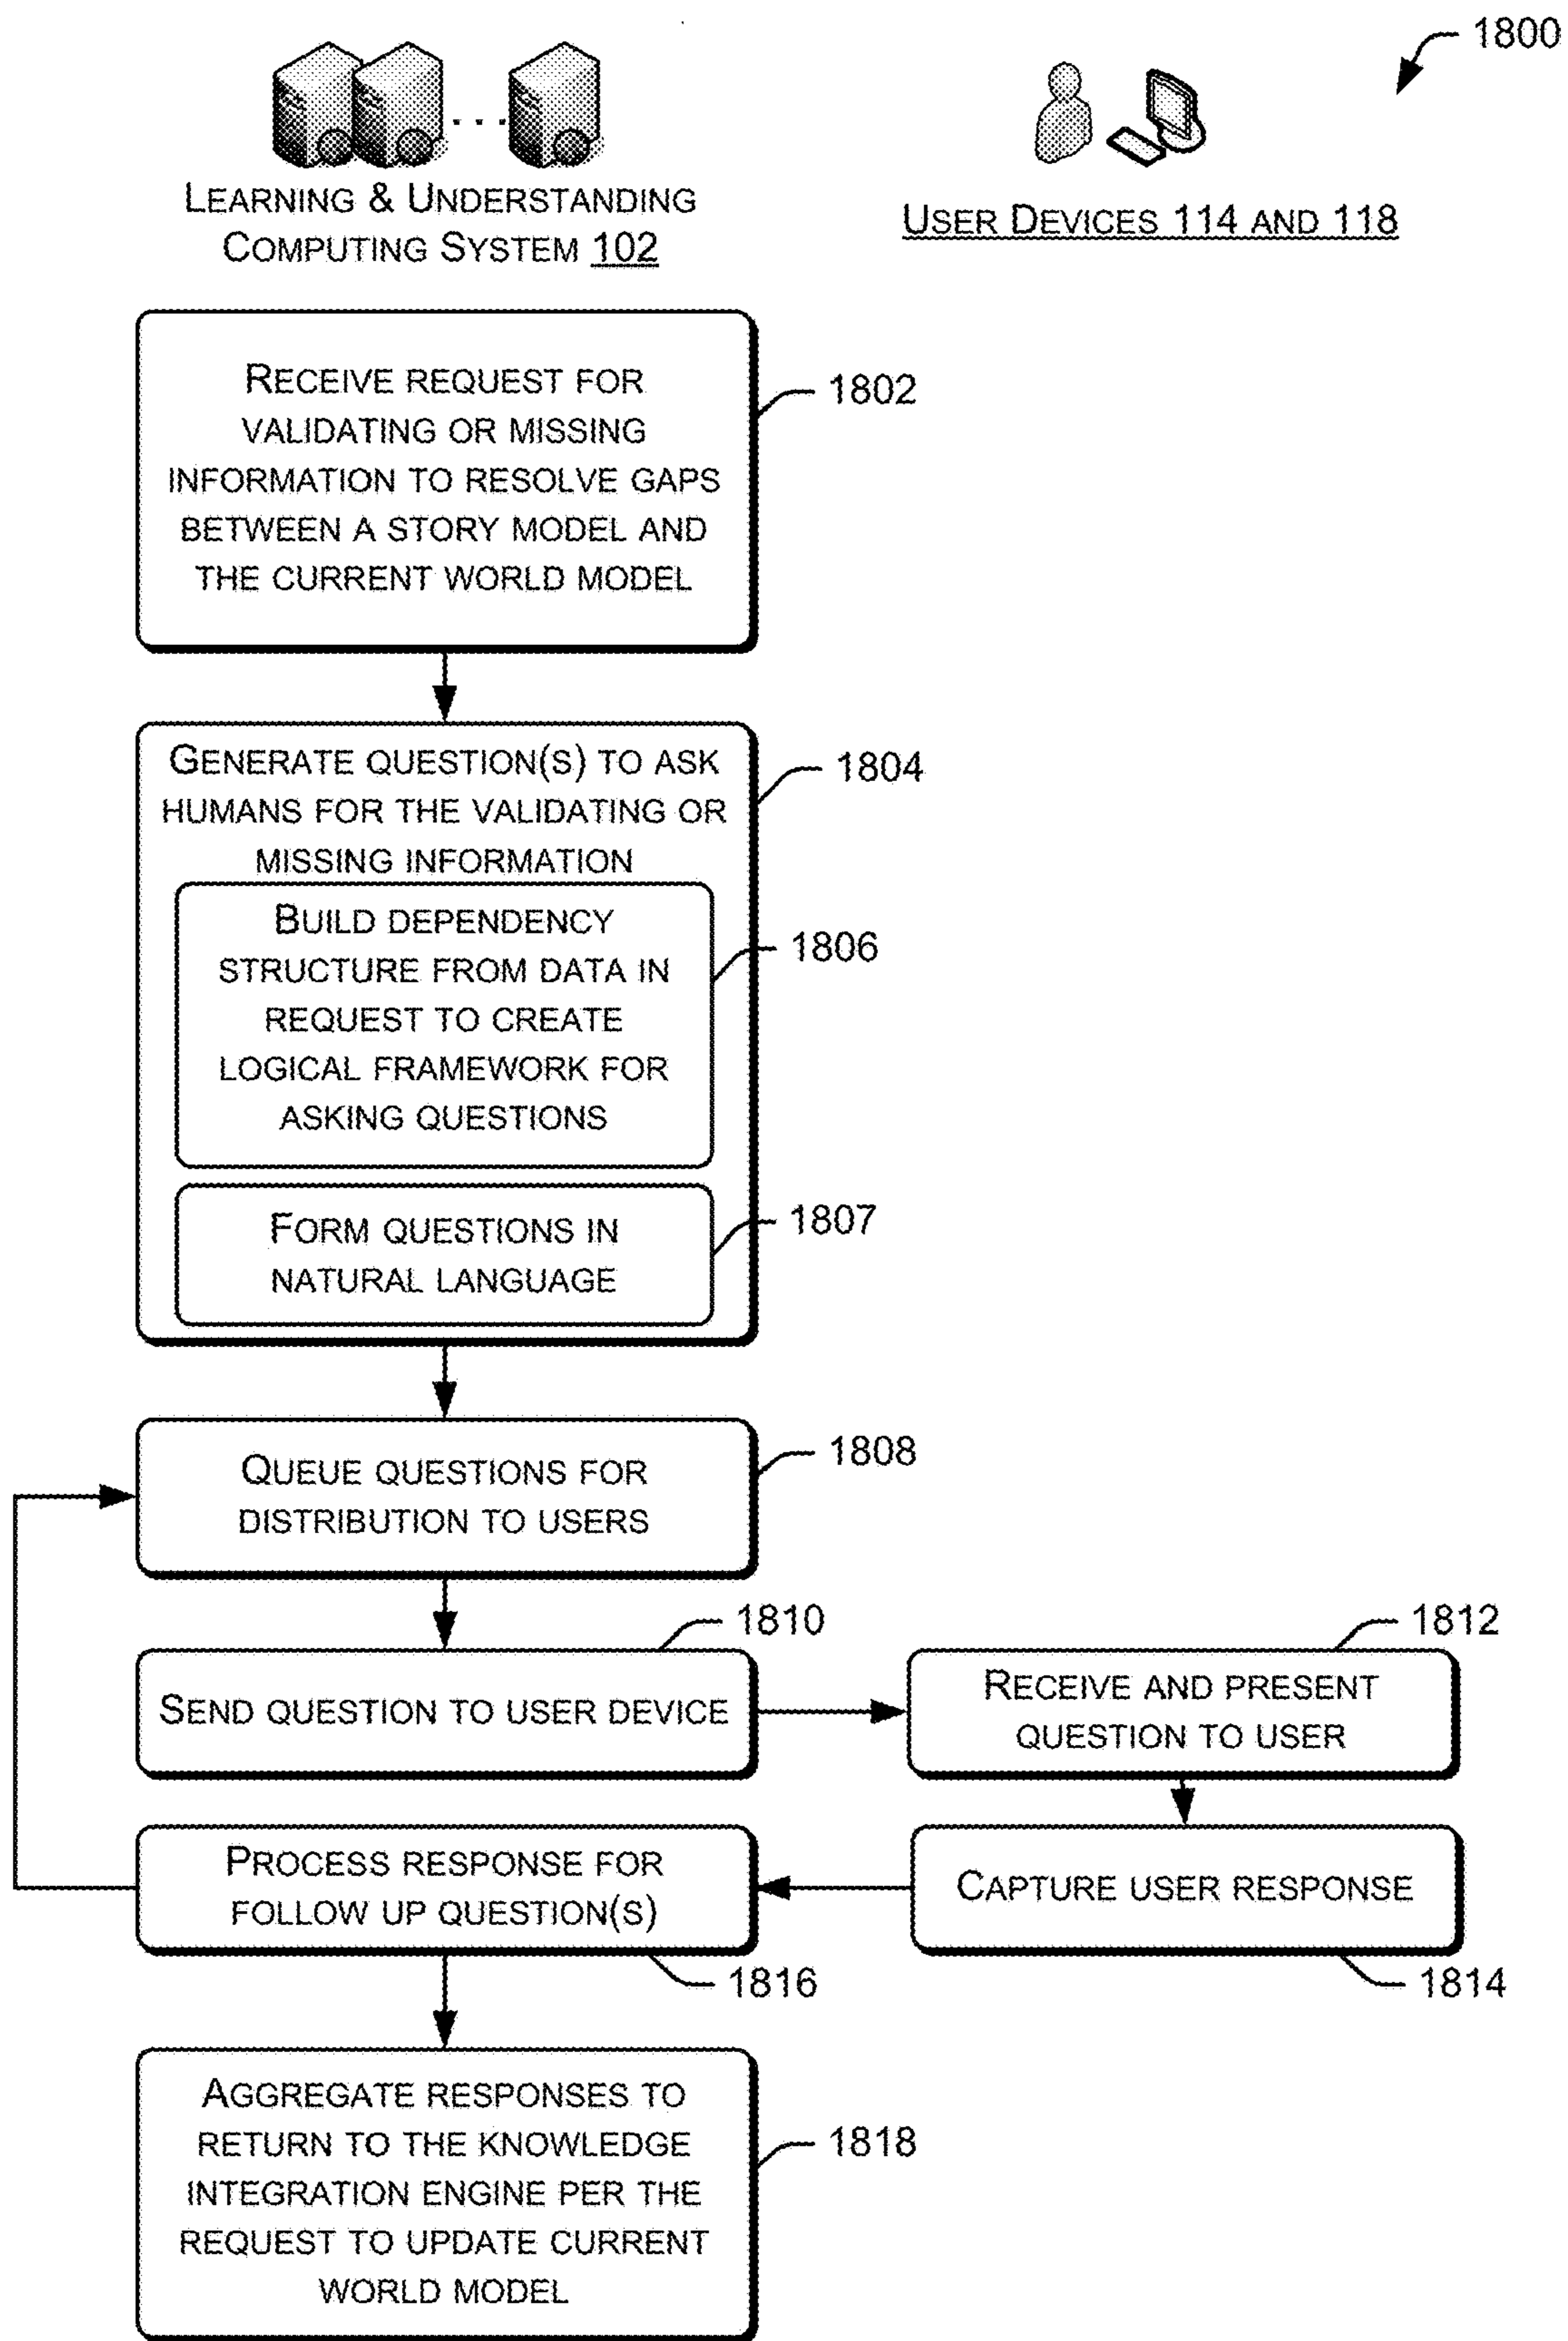 1800
LEARNING & UNDERSTANDING
COMPUTING SYSTEM 102
USER DEVICES 114 AND 118
RECEIVE REQUEST FOR
VALIDATING OR MISSING
INFORMATION TO RESOLVE GAPS
BETWEEN A STORY MODEL AND
THE CURRENT WORLD MODEL
1802
GENERATE QUESTION(S) TO ASK
HUMANS FOR THE VALIDATING OR
MISSING INFORMATION
1804
BUILD DEPENDENCY
STRUCTURE FROM DATA IN
REQUEST TO CREATE
LOGICAL FRAMEWORK FOR
ASKING QUESTIONS
1806
FORM QUESTIONS IN
NATURAL LANGUAGE
1807
QUEUE QUESTIONS FOR
DISTRIBUTION TO USERS
1808
SEND QUESTION TO USER DEVICE
1810
RECEIVE AND PRESENT
QUESTION TO USER
1812
CAPTURE USER RESPONSE
1814
PROCESS RESPONSE FOR
FOLLOW UP QUESTION(S)
1816
AGGREGATE RESPONSES TO
RETURN TO THE KNOWLEDGE
INTEGRATION ENGINE PER THE
REQUEST TO UPDATE CURRENT
WORLD MODEL
1818